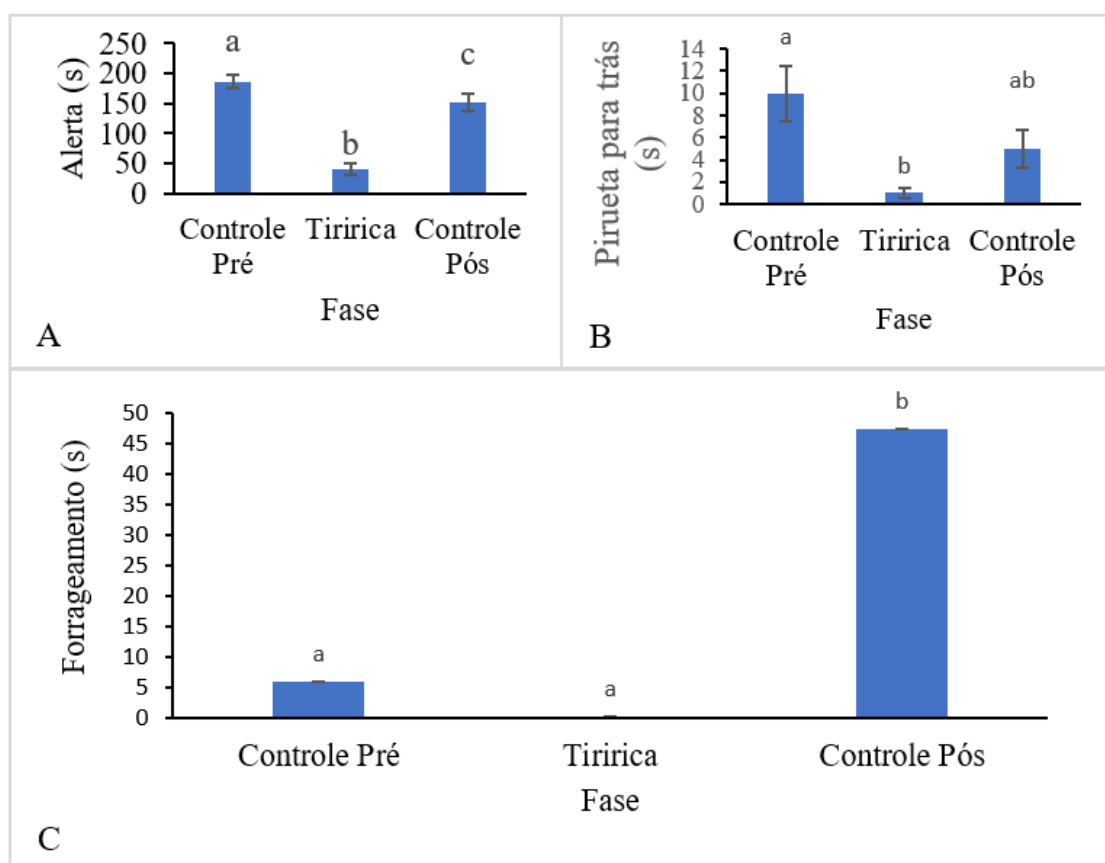 250
200
150
100
50
0
Alerta (s)
a
b
c
Controle Pré
Tiririca
Controle Pós
Fase
A
14
12
10
8
6
4
2
0
Pirueta para trás (s)
a
b
ab
Controle Pré
Tiririca
Controle Pós
Fase
B
50
45
40
35
30
25
20
15
10
5
0
Forrageamento (s)
a
a
b
Controle Pré
Tiririca
Controle Pós
Fase
C